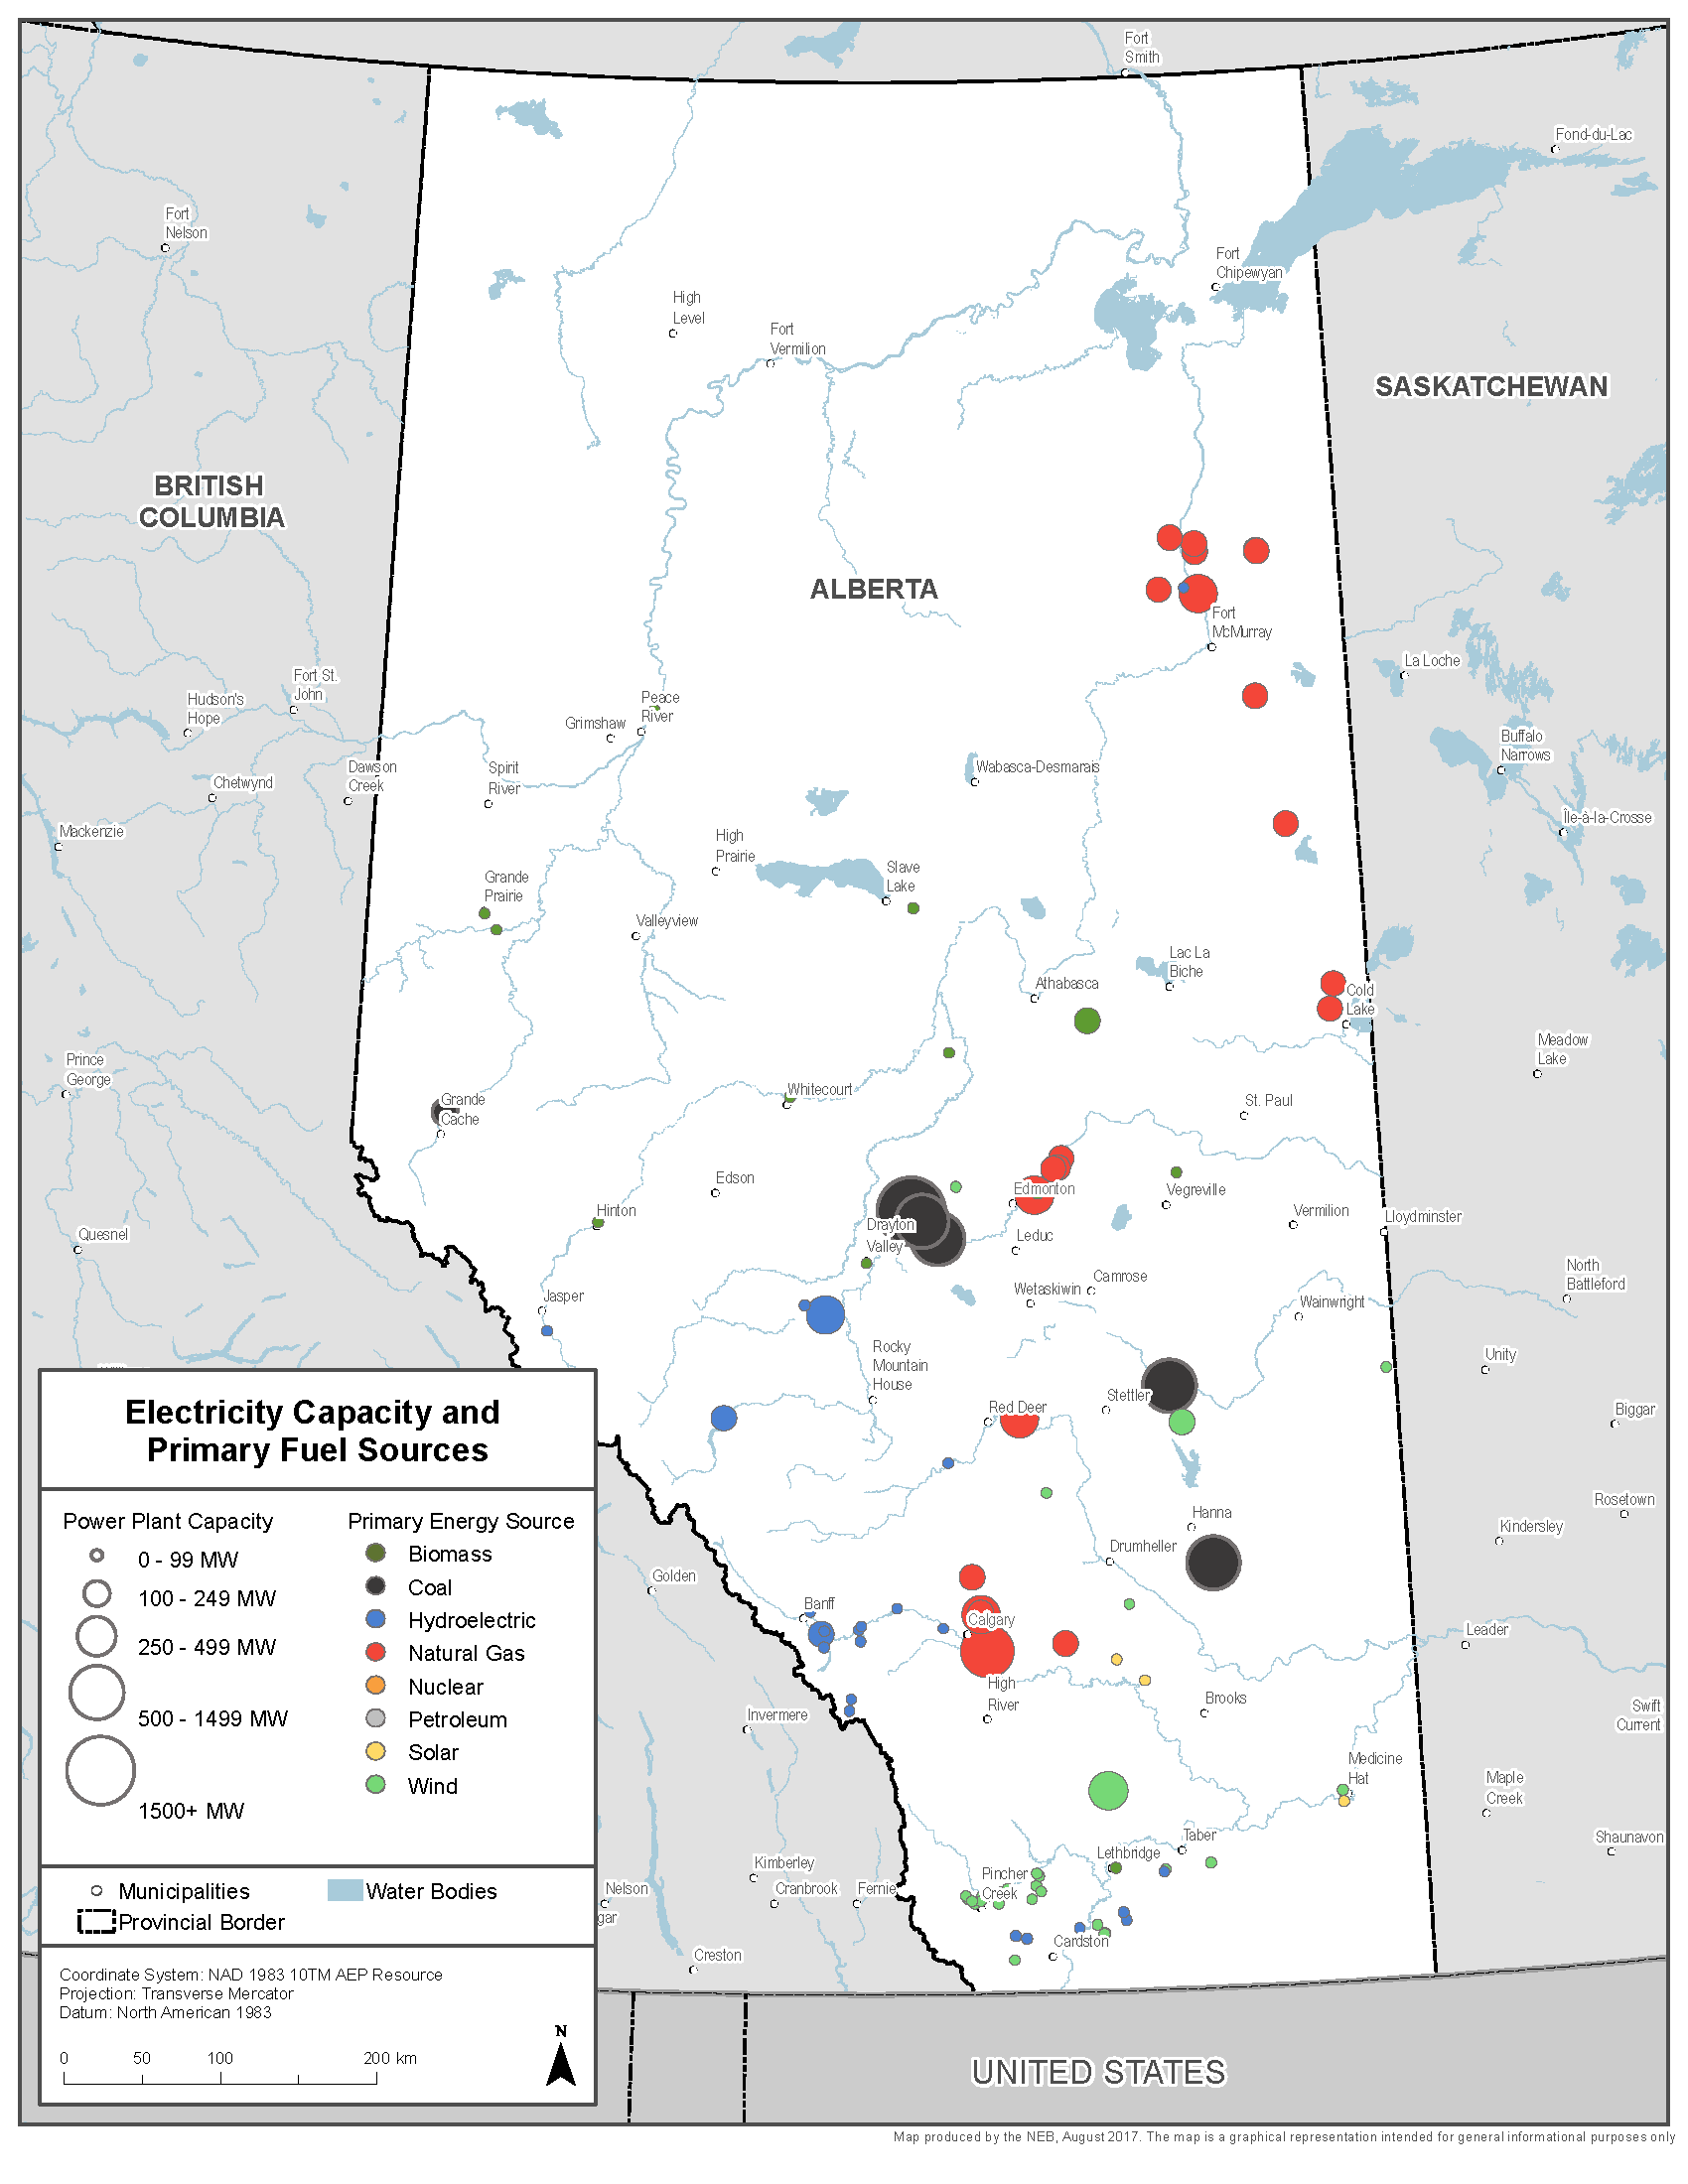 Fort
Smith
Fond-du-Lac
Fort
Nelson
Fort
Chipewyan
High
Level
Fort
Vermilion
SASKATCHEWAN
BRITISH
COLUMBIA
ALBERTA
Fort
McMurray
La Loche
Fort St.
John
Hudson's
Hope
Peace
River
Grimshaw
Buffalo
Narrows
Dawson
Creek
Spirit
River
Wabasca-Desmarais
Chetwynd
Île-à-la-Crosse
Mackenzie
High
Prairie
Slave
Lake
Grande
Prairie
Valleyview
Lac La
Biche
Athabasca
Cold
Lake
Meadow
Lake
Prince
George
Whitecourt
Grande
Cache
St. Paul
Edson
Edmonton
Vegreville
Hinton
Vermilion
Lloydminster
Drayton
Valley
Leduc
Quesnel
North
Battleford
Wetaskiwin
Camrose
Jasper
Wainwright
Rocky
Mountain
House
Unity
Stettler
Red Deer
Biggar
Rosetown
Hanna
Kindersley
Drumheller
Golden
Banff
Calgary
Leader
High
River
Brooks
Invermere
Swift
Current
Medicine
Hat
Maple
Creek
Taber
Shaunavon
Lethbridge
Kimberley
Pincher
Creek
Nelson
Cranbrook
Fernie
gar
Cardston
Creston
UNITED STATES
Electricity Capacity and
Primary Fuel Sources
Power Plant Capacity
0 - 99 MW
100 - 249 MW
250 - 499 MW
500 - 1499 MW
1500+ MW
Primary Energy Source
Biomass
Coal
Hydroelectric
Natural Gas
Nuclear
Petroleum
Solar
Wind
Municipalities
Water Bodies
Provincial Border
Coordinate System: NAD 1983 10TM AEP Resource
Projection: Transverse Mercator
Datum: North American 1983
N
0 50 100 200 km
Map produced by the NEB, August 2017. The map is a graphical representation intended for general informational purposes only